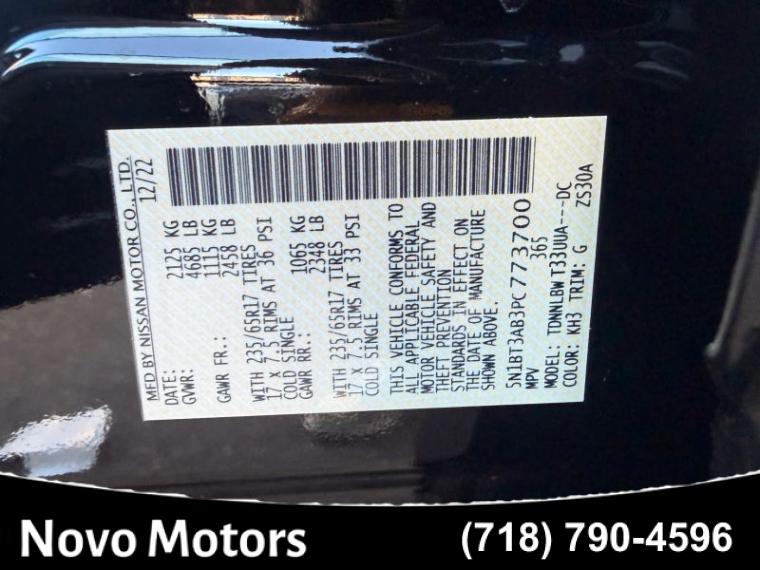 MFD BY NISSAN MOTOR CO., LTD.
DATE: 12/22
GVWR: 2125 KG
4685 LB
GAWR FR.: 1115 KG
2458 LB
WITH 235/65R17 TIRES
17 X 7.5 RIMS AT 36 PSI
COLD SINGLE
GAWR RR.: 1065 KG
2348 LB
WITH 235/65R17 TIRES
17 X 7.5 RIMS AT 33 PSI
COLD SINGLE
THIS VEHICLE CONFORMS TO
ALL APPLICABLE FEDERAL
MOTOR VEHICLE SAFETY AND
THEFT PREVENTION
STANDARDS IN EFFECT ON
THE DATE OF MANUFACTURE
SHOWN ABOVE.
5N1BT3AB3PC773700
MPV 365
MODEL: TDWNLBW T33UUA---DC
COLOR: KH3 TRIM: G ZS30A
Novo Motors
(718) 790-4596